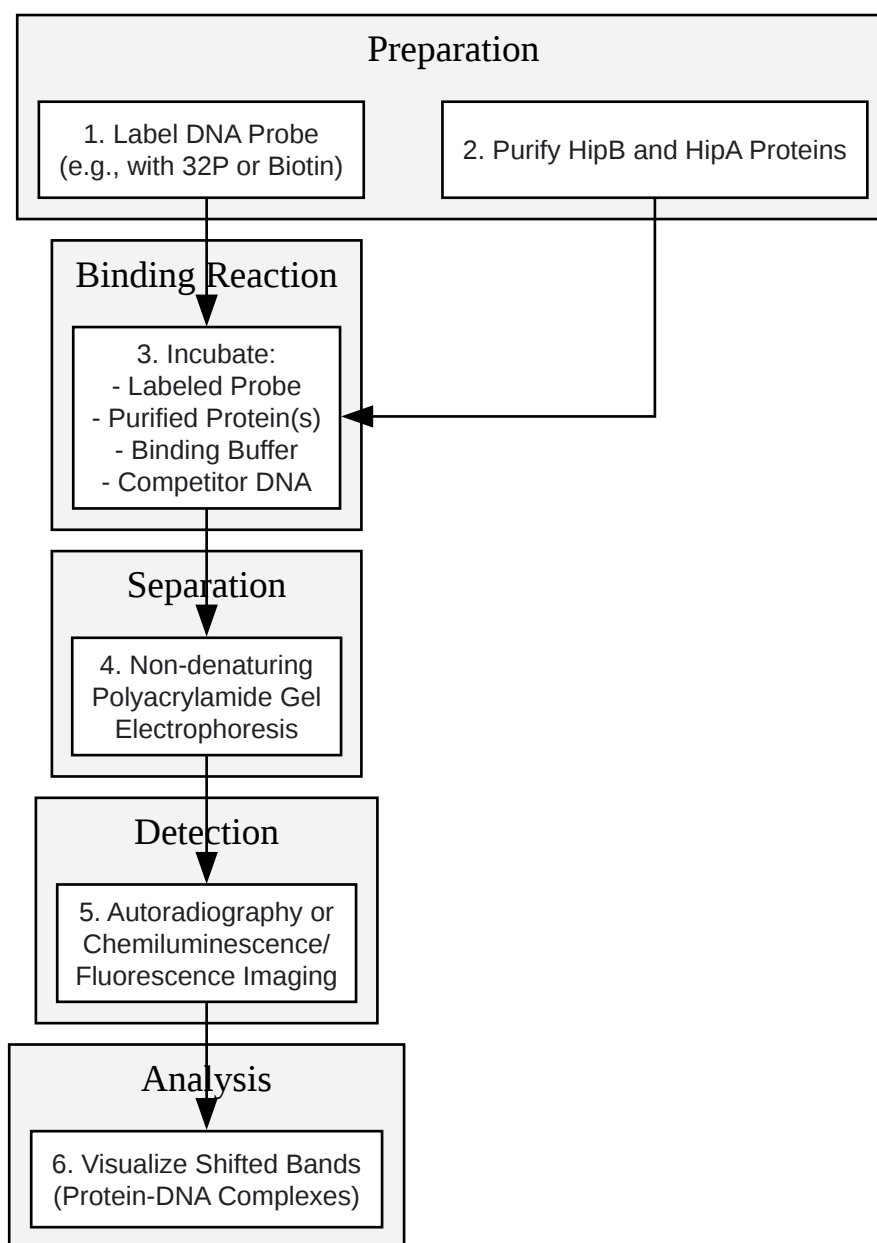 Preparation
1. Label DNA Probe
(e.g., with 32P or Biotin)
2. Purify HipB and HipA Proteins
Binding Reaction
3. Incubate:
- Labeled Probe
- Purified Protein(s)
- Binding Buffer
- Competitor DNA
Separation
4. Non-denaturing
Polyacrylamide Gel
Electrophoresis
Detection
5. Autoradiography or
Chemiluminescence/
Fluorescence Imaging
Analysis
6. Visualize Shifted Bands
(Protein-DNA Complexes)